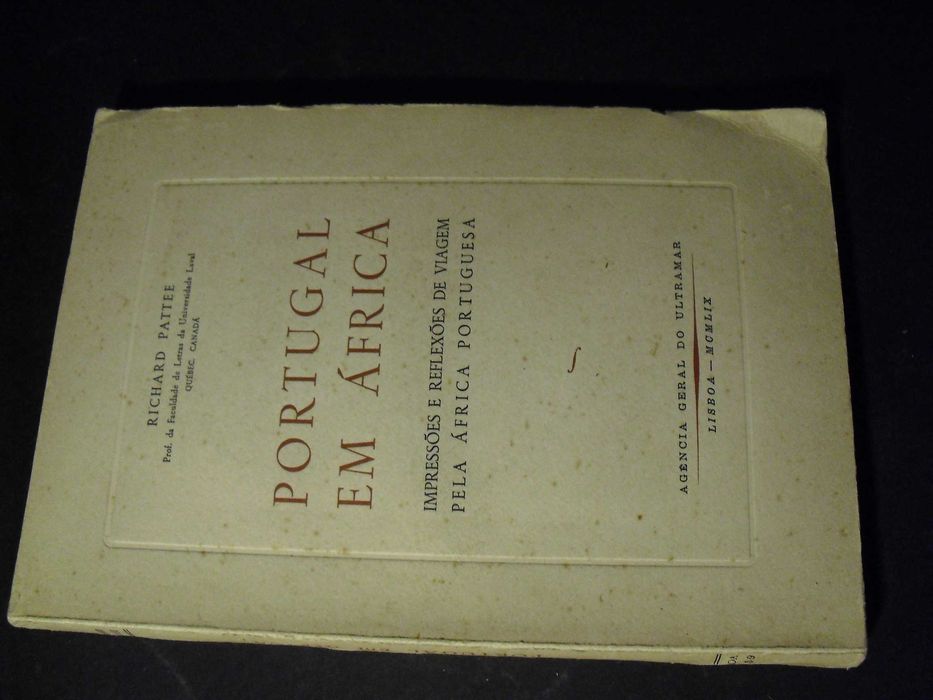 RICHARD PATTEE
Prof. da Faculdade de Letras da Universidade Laval
QUÉBEC, CANADÁ
PORTUGAL
EM ÁFRICA
IMPRESSÕES E REFLEXÕES DE VIAGEM
PELA ÁFRICA PORTUGUESA
AGÊNCIA GERAL DO ULTRAMAR
LISBOA — MCMLIX